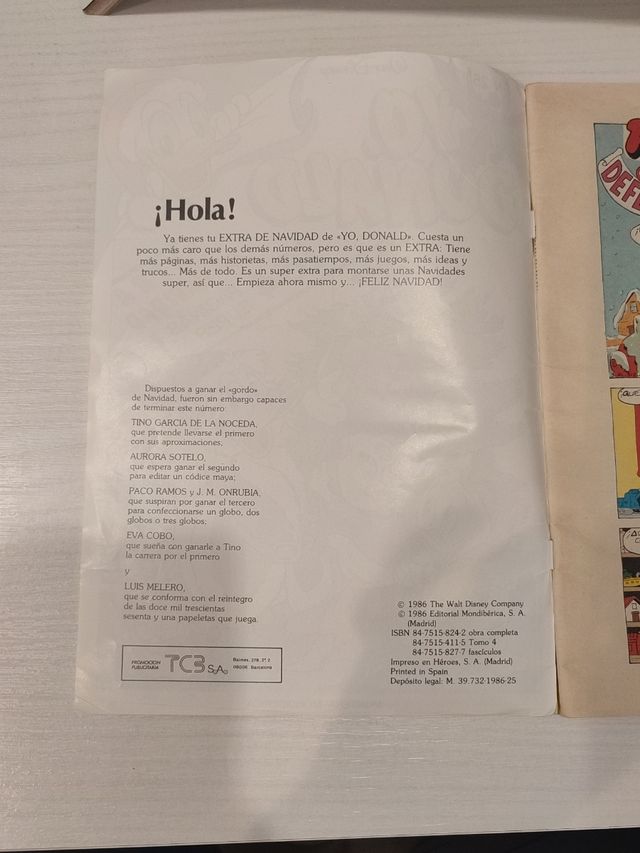 ¡Hola!
Ya tienes tu EXTRA DE NAVIDAD de «YO, DONALD». Cuesta un
poco más caro que los demás números, pero es que es un EXTRA: Tiene
más páginas, más historietas, más pasatiempos, más juegos, más ideas y
trucos... Más de todo. Es un super extra para montarse unas Navidades
super, así que... Empieza ahora mismo y... ¡FELIZ NAVIDAD!
Dispuestos a ganar el «gordo»
de Navidad, fueron sin embargo capaces
de terminar este número:
TINO GARCIA DE LA NOCEDA,
que pretende llevarse el primero
con sus aproximaciones,
AURORA SOTELO,
que espera ganar el segundo
para editar un códice maya;
PACO RAMOS y J. M. ONRUBIA,
que suspiran por ganar el tercero
para confeccionarse un globo, dos
globos o tres globos;
EVA COBO,
que sueña con ganarle a Tino
la carrera por el primero
y
LUIS MELERO,
que se conforma con el reintegro
de las doce mil trescientas
sesenta y una papeletas que juega.
PROMOCION
PUBLICITARIA
TCB S.A.
Balmes, 278, 2º 2
08006 Barcelona
© 1986 The Walt Disney Company
© 1986 Editorial Mondibérica, S. A.
(Madrid)
ISBN 84-7515-824-2 obra completa
84-7515-411-5 Tomo 4
84-7515-827-7 fascículos
Impreso en Héroes, S. A. (Madrid)
Printed in Spain
Depósito legal: M. 39.732-1986-25